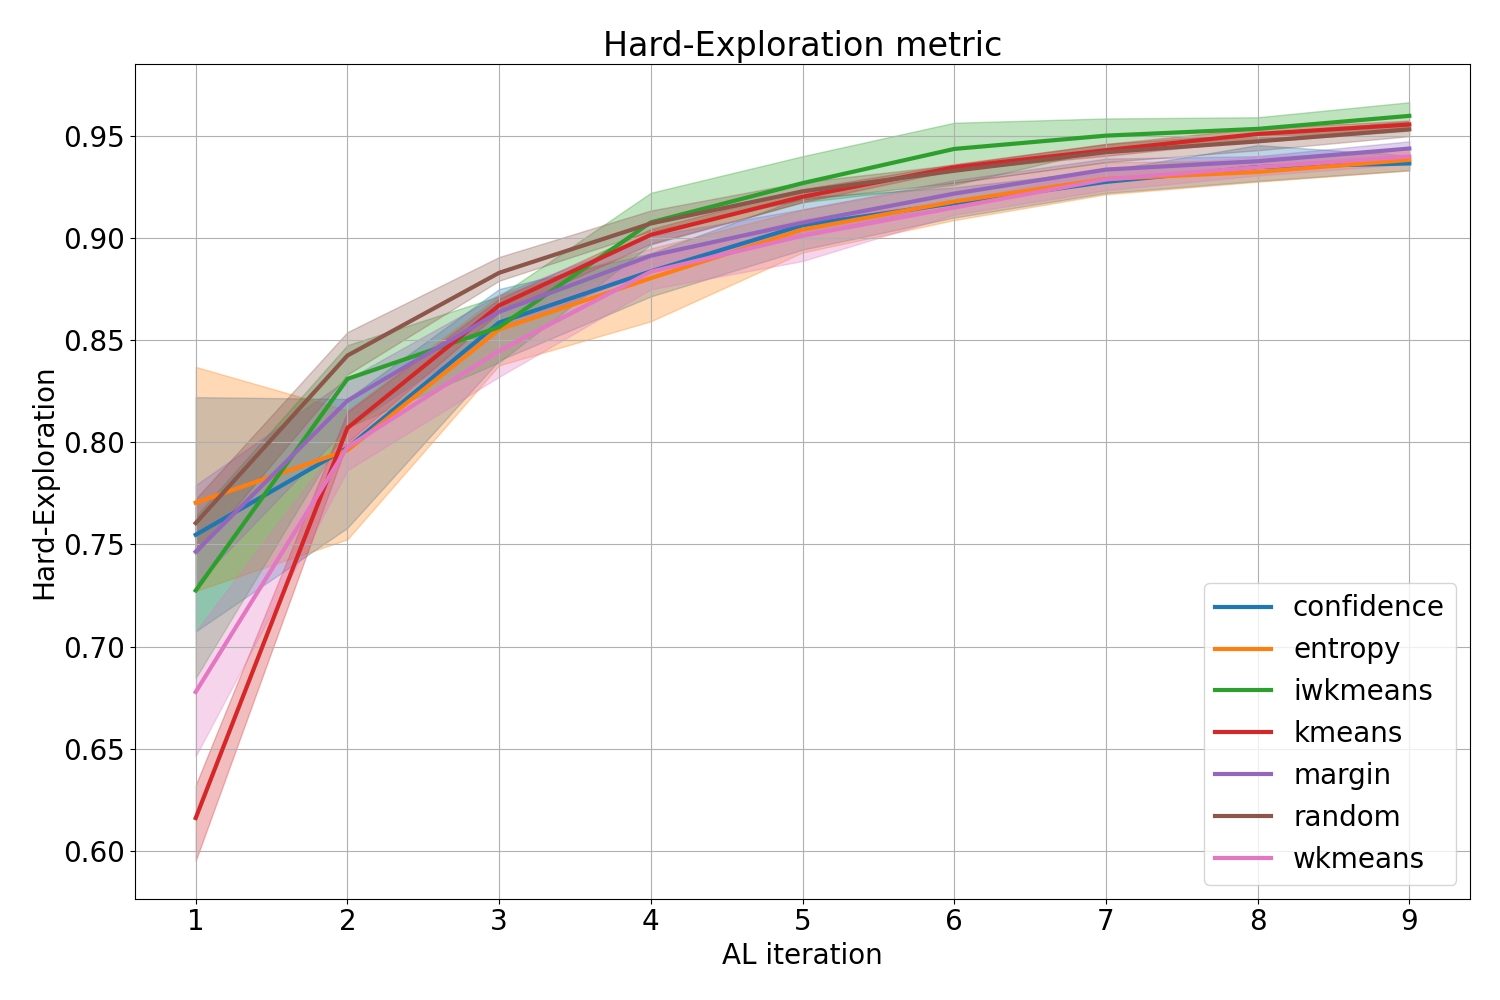 Hard-Exploration metric
Hard-Exploration
0.95
0.90
0.85
0.80
0.75
0.70
0.65
0.60
confidence
entropy
iwkmeans
kmeans
margin
random
wkmeans
1 2 3 4 5 6 7 8 9
AL iteration